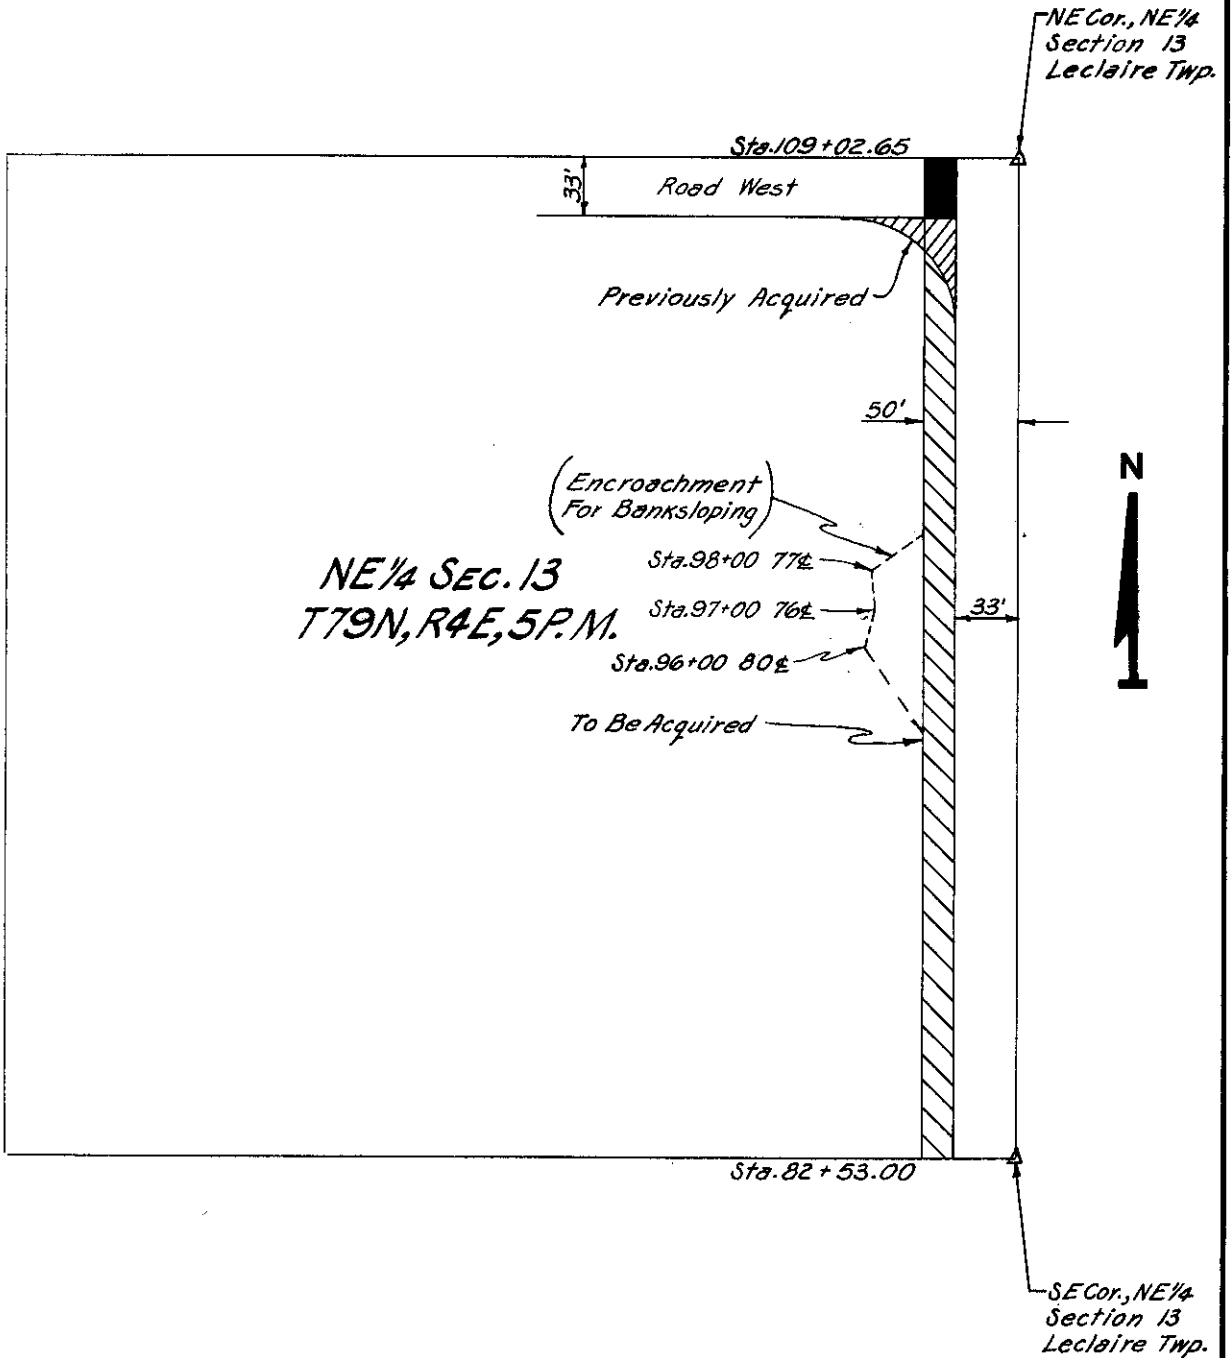 NE Cor., NE¼
Section 13
Leclaire Twp.
Sta. 109+02.65
33'
Road West
Previously Acquired
50'
N
(Encroachment
For Banksloping)
Sta. 98+00 77℄
NE¼ SEC. 13
T79N, R4E, 5P.M.
Sta. 97+00 76℄
33'
Sta. 96+00 80℄
To Be Acquired
Sta. 82+53.00
SE Cor., NE¼
Section 13
Leclaire Twp.